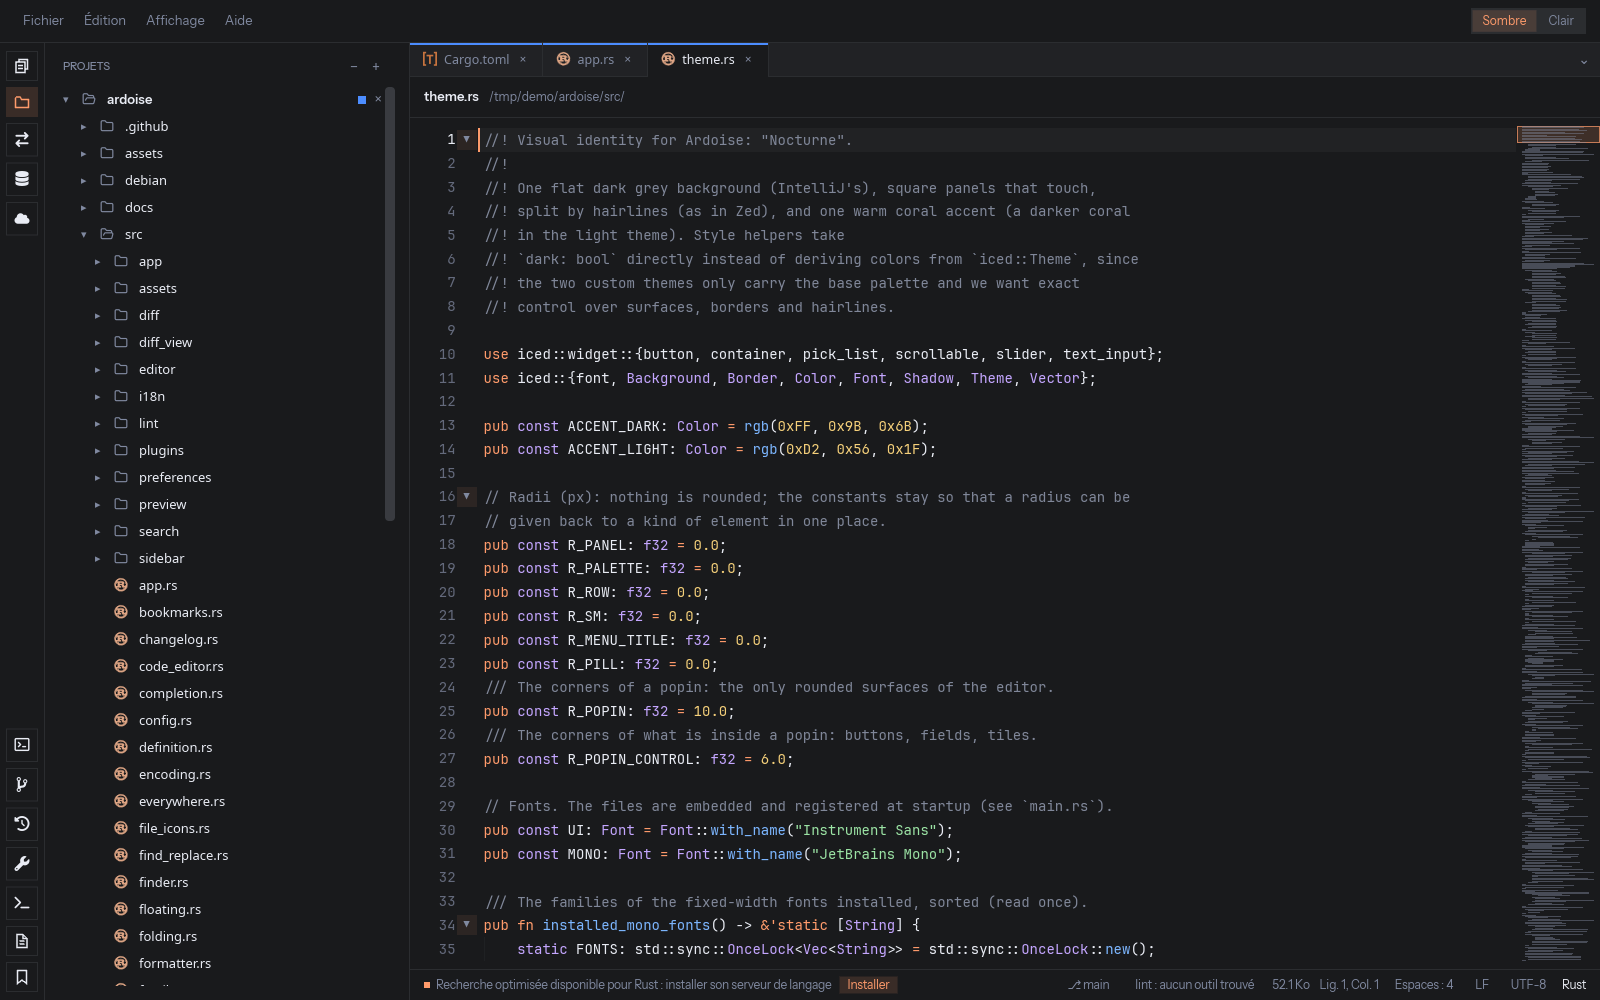 Fichier Édition Affichage Aide Sombre Clair
PROJETS − +
ardoise ×
.github
assets
debian
docs
src
app
assets
diff
diff_view
editor
i18n
lint
plugins
preferences
preview
search
sidebar
app.rs
bookmarks.rs
changelog.rs
code_editor.rs
completion.rs
config.rs
definition.rs
encoding.rs
everywhere.rs
file_icons.rs
find_replace.rs
finder.rs
floating.rs
folding.rs
formatter.rs
[T] Cargo.toml × app.rs × theme.rs ×
theme.rs /tmp/demo/ardoise/src/
1 //! Visual identity for Ardoise: "Nocturne".
2 //!
3 //! One flat dark grey background (IntelliJ's), square panels that touch,
4 //! split by hairlines (as in Zed), and one warm coral accent (a darker coral
5 //! in the light theme). Style helpers take
6 //! `dark: bool` directly instead of deriving colors from `iced::Theme`, since
7 //! the two custom themes only carry the base palette and we want exact
8 //! control over surfaces, borders and hairlines.
9
10 use iced::widget::{button, container, pick_list, scrollable, slider, text_input};
11 use iced::{font, Background, Border, Color, Font, Shadow, Theme, Vector};
12
13 pub const ACCENT_DARK: Color = rgb(0xFF, 0x9B, 0x6B);
14 pub const ACCENT_LIGHT: Color = rgb(0xD2, 0x56, 0x1F);
15
16 // Radii (px): nothing is rounded; the constants stay so that a radius can be
17 // given back to a kind of element in one place.
18 pub const R_PANEL: f32 = 0.0;
19 pub const R_PALETTE: f32 = 0.0;
20 pub const R_ROW: f32 = 0.0;
21 pub const R_SM: f32 = 0.0;
22 pub const R_MENU_TITLE: f32 = 0.0;
23 pub const R_PILL: f32 = 0.0;
24 /// The corners of a popin: the only rounded surfaces of the editor.
25 pub const R_POPIN: f32 = 10.0;
26 /// The corners of what is inside a popin: buttons, fields, tiles.
27 pub const R_POPIN_CONTROL: f32 = 6.0;
28
29 // Fonts. The files are embedded and registered at startup (see `main.rs`).
30 pub const UI: Font = Font::with_name("Instrument Sans");
31 pub const MONO: Font = Font::with_name("JetBrains Mono");
32
33 /// The families of the fixed-width fonts installed, sorted (read once).
34 pub fn installed_mono_fonts() -> &'static [String] {
35 static FONTS: std::sync::OnceLock<Vec<String>> = std::sync::OnceLock::new();
Recherche optimisée disponible pour Rust : installer son serveur de langage Installer main lint : aucun outil trouvé 52.1 Ko Lig. 1, Col. 1 Espaces : 4 LF UTF-8 Rust